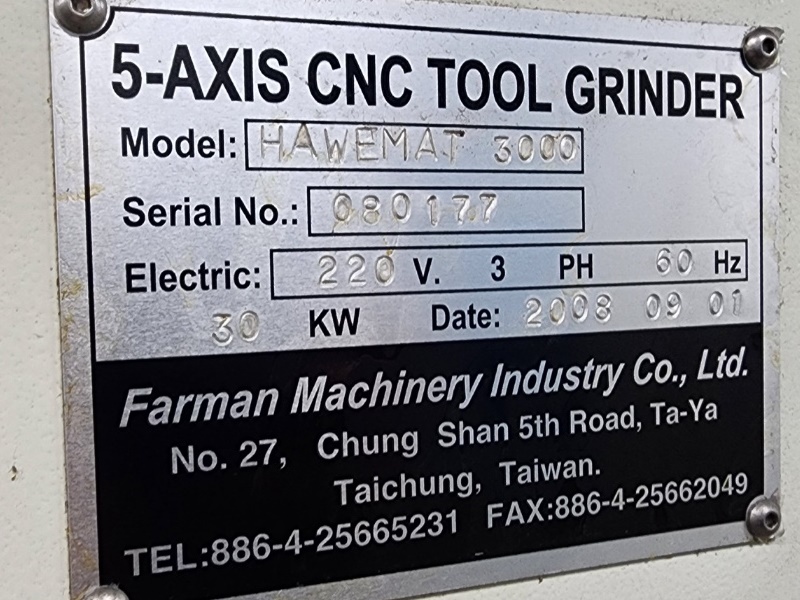 5-AXIS CNC TOOL GRINDER
Model: HAWEMAT 3000
Serial No.: 080177
Electric: 220 V. 3 PH 60 Hz
30 KW Date: 2008 09 01
Farman Machinery Industry Co., Ltd.
No. 27, Chung Shan 5th Road, Ta-Ya
Taichung, Taiwan.
TEL:886-4-25665231 FAX:886-4-25662049